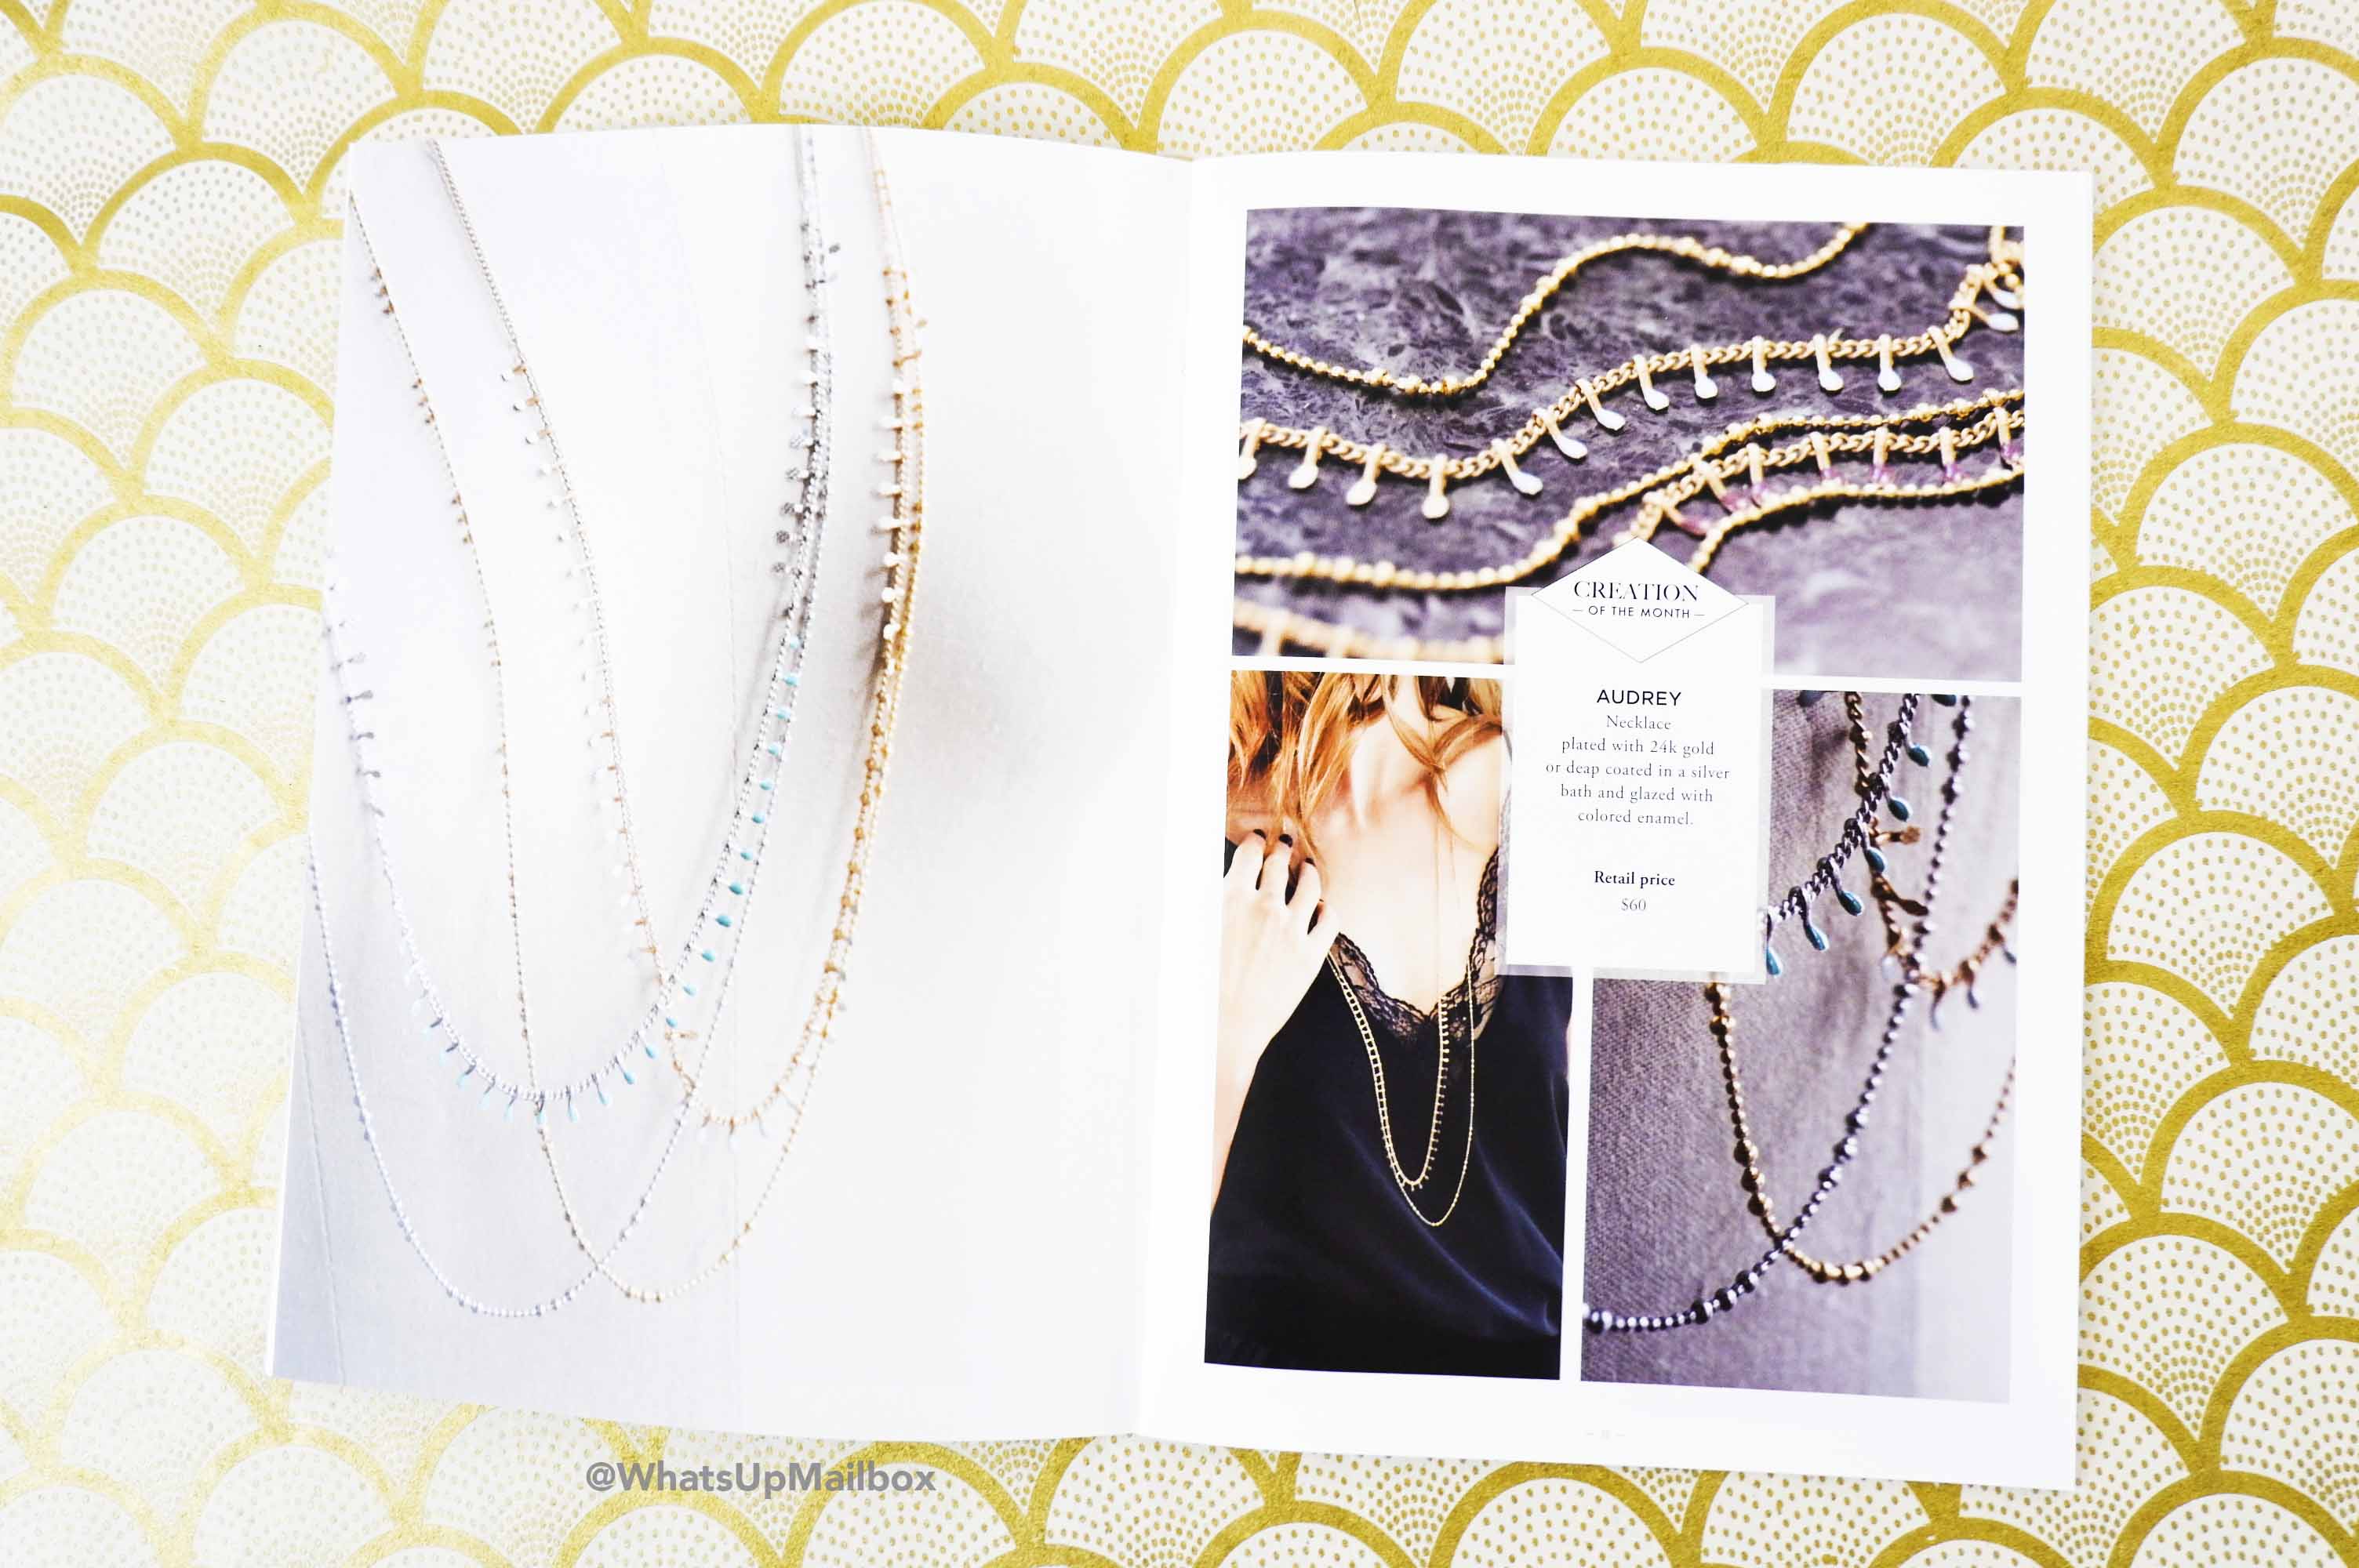 CREATION
– OF THE MONTH –
AUDREY
Necklace
plated with 24k gold
or deap coated in a silver
bath and glazed with
colored enamel.
Retail price
$60
@WhatsUpMailbox